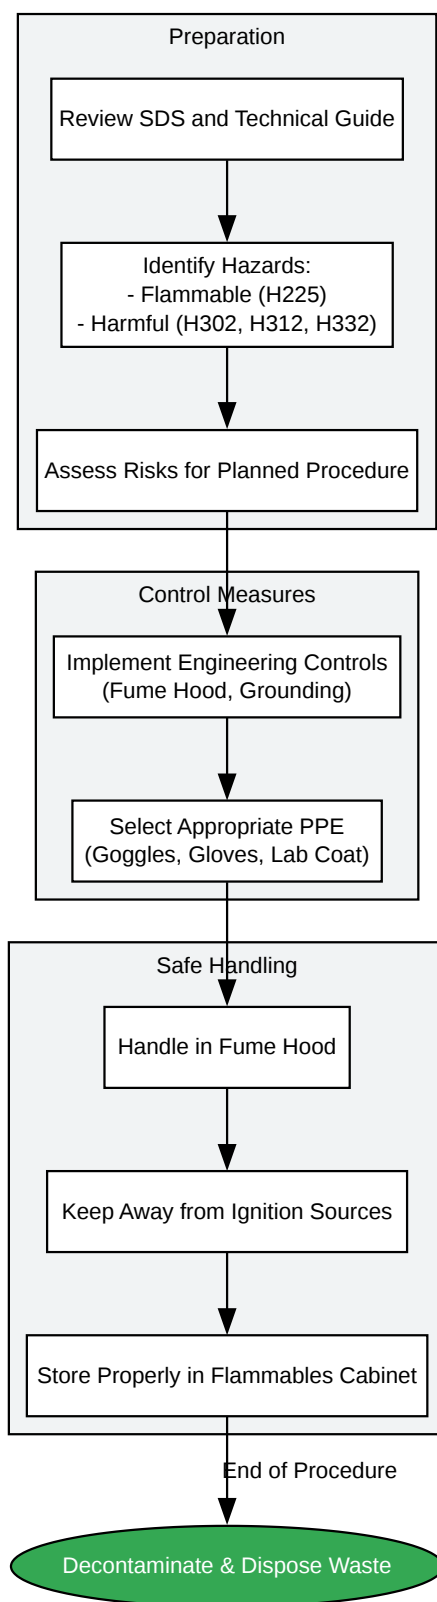 Preparation
Review SDS and Technical Guide
Identify Hazards:
- Flammable (H225)
- Harmful (H302, H312, H332)
Assess Risks for Planned Procedure
Control Measures
Implement Engineering Controls
(Fume Hood, Grounding)
Select Appropriate PPE
(Goggles, Gloves, Lab Coat)
Safe Handling
Handle in Fume Hood
Keep Away from Ignition Sources
Store Properly in Flammables Cabinet
End of Procedure
Decontaminate & Dispose Waste